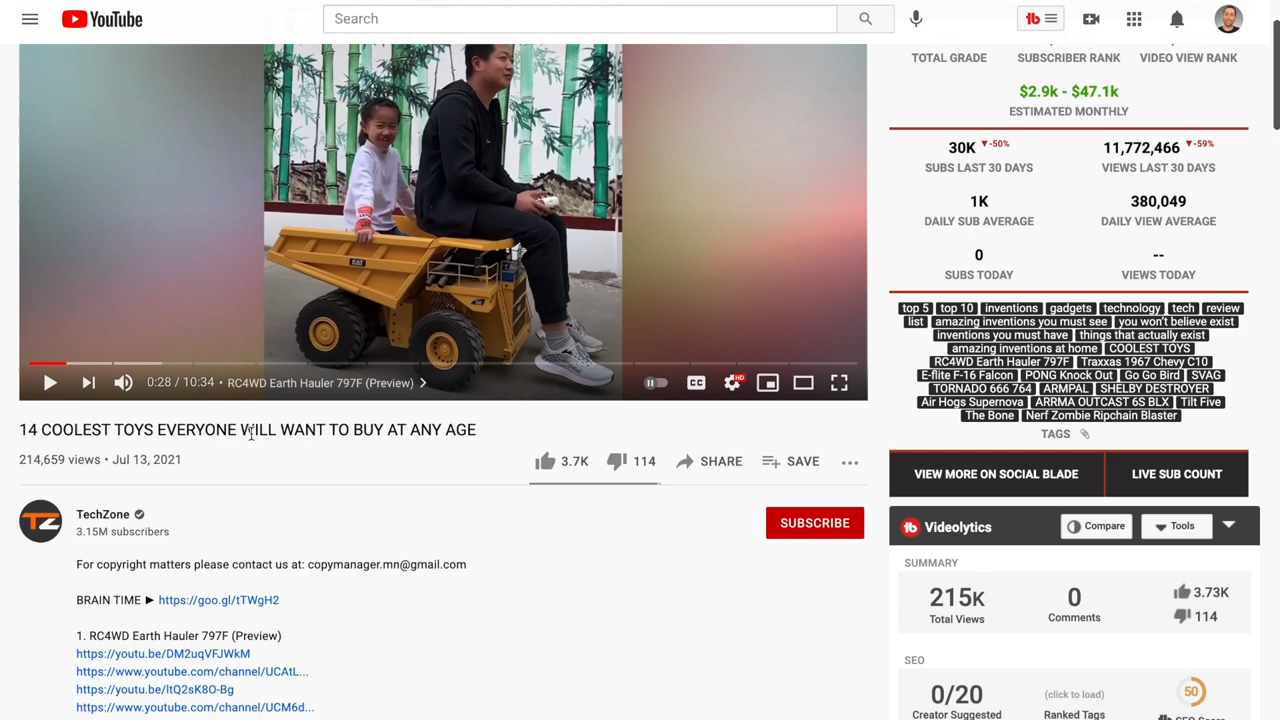 YouTube
Search
CAT
0:28 / 10:34 • RC4WD Earth Hauler 797F (Preview)
CC
HD
14 COOLEST TOYS EVERYONE WILL WANT TO BUY AT ANY AGE
214,659 views • Jul 13, 2021
3.7K
114
SHARE
SAVE
TZ
TechZone
3.15M subscribers
SUBSCRIBE
For copyright matters please contact us at: copymanager.mn@gmail.com
BRAIN TIME ► https://goo.gl/tTWgH2
1. RC4WD Earth Hauler 797F (Preview)
https://youtu.be/DM2uqVFJWkM
https://www.youtube.com/channel/UCAtL...
https://youtu.be/ltQ2sK8O-Bg
https://www.youtube.com/channel/UCM6d...
TOTAL GRADE SUBSCRIBER RANK VIDEO VIEW RANK
$2.9k - $47.1k
ESTIMATED MONTHLY
30K -50% 11,772,466 -59%
SUBS LAST 30 DAYS VIEWS LAST 30 DAYS
1K 380,049
DAILY SUB AVERAGE DAILY VIEW AVERAGE
0 --
SUBS TODAY VIEWS TODAY
top 5 top 10 inventions gadgets technology tech review
list amazing inventions you must see you won't believe exist
inventions you must have things that actually exist
amazing inventions at home COOLEST TOYS
RC4WD Earth Hauler 797F Traxxas 1967 Chevy C10
E-flite F-16 Falcon PONG Knock Out Go Go Bird SVAG
TORNADO 666 764 ARMPAL SHELBY DESTROYER
Air Hogs Supernova ARRMA OUTCAST 6S BLX Tilt Five
The Bone Nerf Zombie Ripchain Blaster
TAGS
VIEW MORE ON SOCIAL BLADE LIVE SUB COUNT
Videolytics Compare Tools
SUMMARY
215K 0 3.73K
Total Views Comments 114
SEO
0/20 (click to load) 50
Creator Suggested Ranked Tags SEO Score